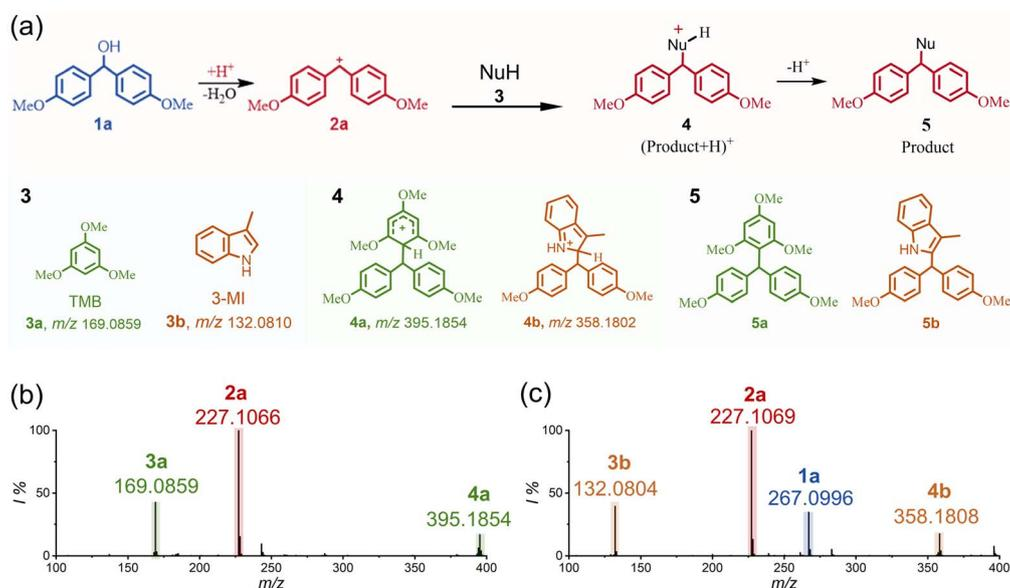 (a)
OH
MeO OMe
1a
+H⁺
-H₂O
+
MeO OMe
2a
NuH
3
+
Nu H
MeO OMe
4
(Product+H)⁺
-H⁺
Nu
MeO OMe
5
Product
3
OMe
MeO OMe
TMB
3a, m/z 169.0859
N
H
3-MI
3b, m/z 132.0810
4
OMe
+
MeO OMe
H
MeO OMe
4a, m/z 395.1854
HN + H
MeO OMe
4b, m/z 358.1802
5
OMe
MeO OMe
MeO OMe
5a
HN
MeO OMe
5b
(b)
I %
100
50
0
100 200 300 400
150 250 350
m/z
3a
169.0859
2a
227.1066
4a
395.1854
(c)
I %
100
50
0
100 200 300 400
150 250 350
m/z
3b
132.0804
2a
227.1069
1a
267.0996
4b
358.1808